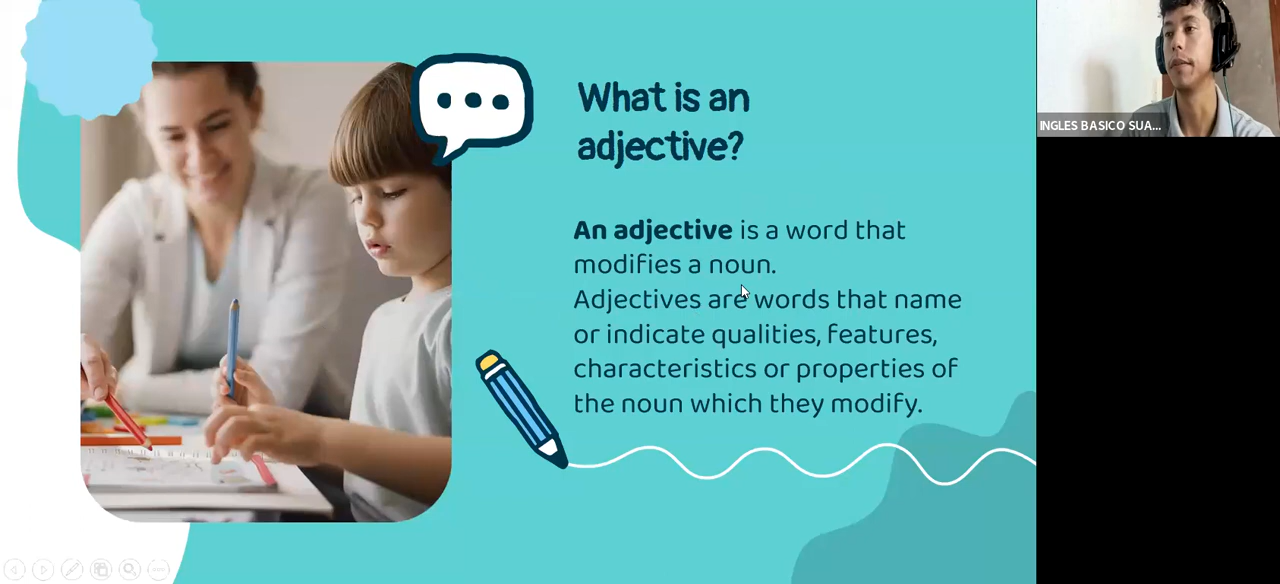 What is an
adjective?
An adjective is a word that
modifies a noun.
Adjectives are words that name
or indicate qualities, features,
characteristics or properties of
the noun which they modify.
INGLES BASICO SUA...